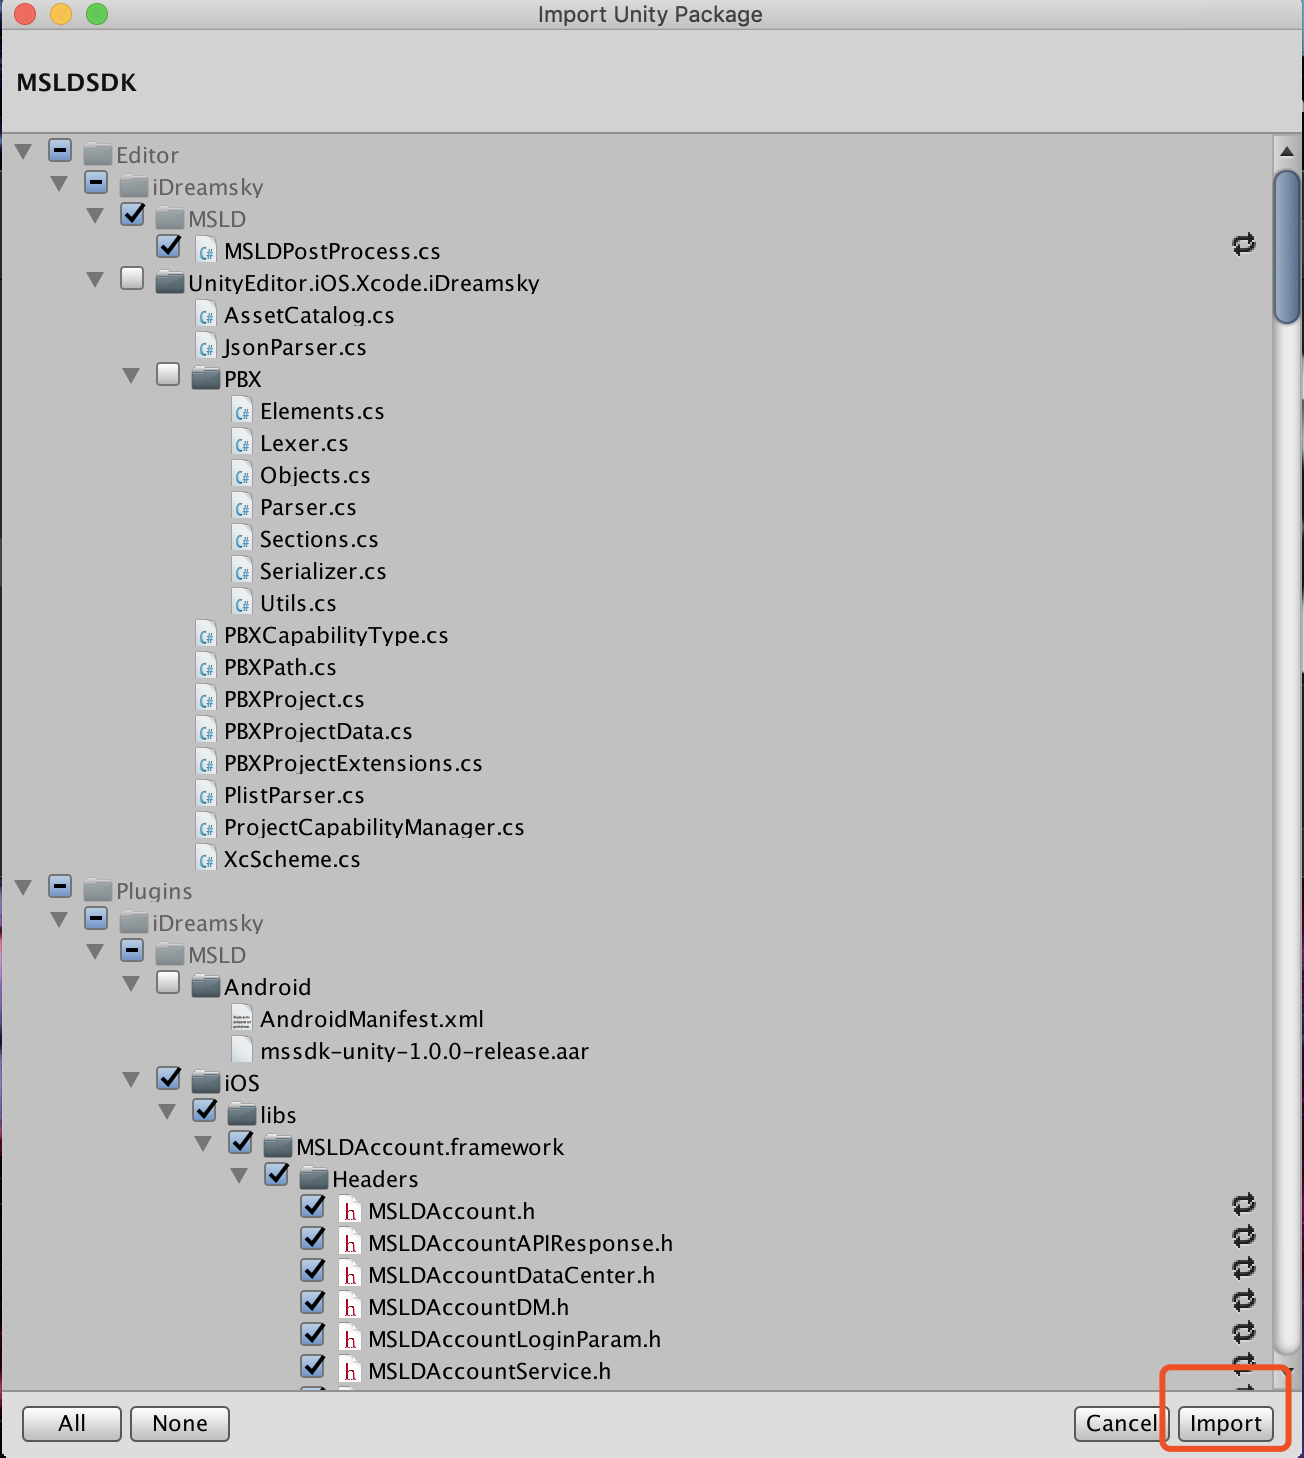 Import Unity Package
MSLDSDK
Editor
iDreamsky
MSLD
MSLDPostProcess.cs
UnityEditor.iOS.Xcode.iDreamsky
AssetCatalog.cs
JsonParser.cs
PBX
Elements.cs
Lexer.cs
Objects.cs
Parser.cs
Sections.cs
Serializer.cs
Utils.cs
PBXCapabilityType.cs
PBXPath.cs
PBXProject.cs
PBXProjectData.cs
PBXProjectExtensions.cs
PlistParser.cs
ProjectCapabilityManager.cs
XcScheme.cs
Plugins
iDreamsky
MSLD
Android
AndroidManifest.xml
mssdk-unity-1.0.0-release.aar
iOS
libs
MSLDAccount.framework
Headers
MSLDAccount.h
MSLDAccountAPIResponse.h
MSLDAccountDataCenter.h
MSLDAccountDM.h
MSLDAccountLoginParam.h
MSLDAccountService.h
All None Cancel Import